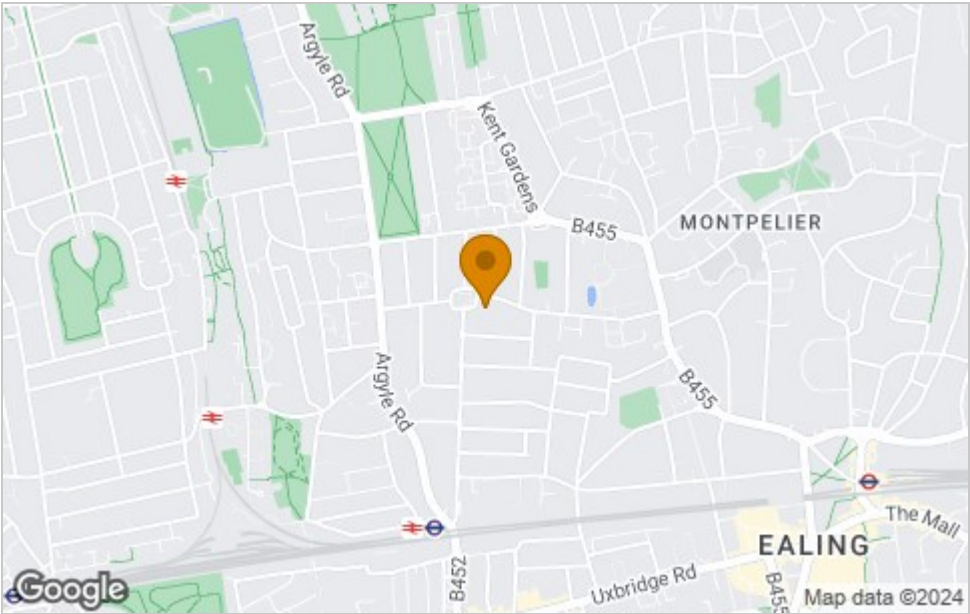 Argyle Rd
Kent Gardens
B455
MONTPELIER
Argyle Rd
B455
The Mall
EALING
B452
Uxbridge Rd
B455
Google
Map data ©2024